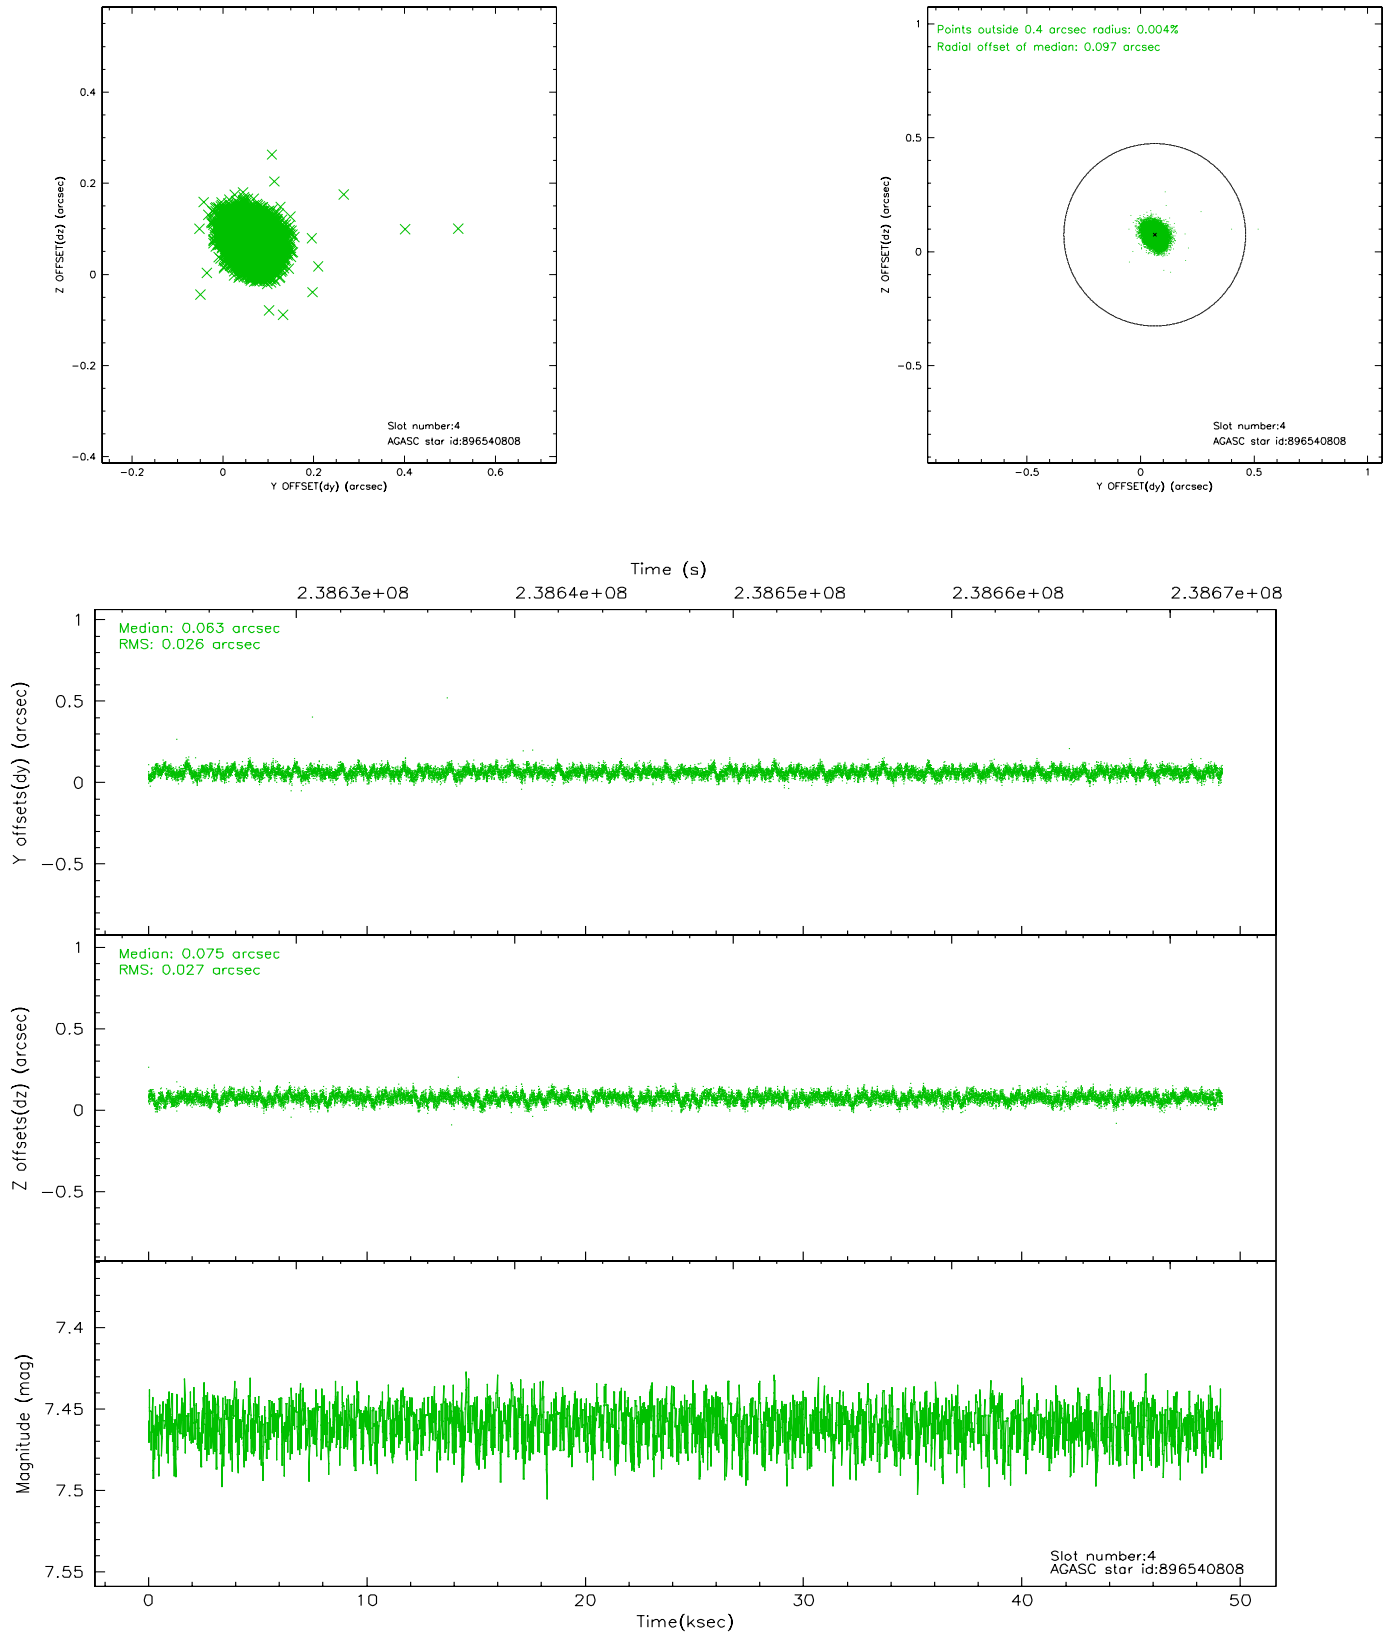 0.4
0.2
0
−0.2
−0.4
Z OFFSET(dz) (arcsec)
Slot number:4
AGASC star id:896540808
−0.2 0 0.2 0.4 0.6
Y OFFSET(dy) (arcsec)
Points outside 0.4 arcsec radius: 0.004%
Radial offset of median: 0.097 arcsec
1
0.5
0
−0.5
Z OFFSET(dz) (arcsec)
Slot number:4
AGASC star id:896540808
−0.5 0 0.5 1
Y OFFSET(dy) (arcsec)
Time (s)
2.3863e+08 2.3864e+08 2.3865e+08 2.3866e+08 2.3867e+08
Median: 0.063 arcsec
RMS: 0.026 arcsec
1
0.5
0
−0.5
Y offsets(dy) (arcsec)
Median: 0.075 arcsec
RMS: 0.027 arcsec
1
0.5
0
−0.5
Z offsets(dz) (arcsec)
7.4
7.45
7.5
7.55
Magnitude (mag)
Slot number:4
AGASC star id:896540808
0 10 20 30 40 50
Time(ksec)